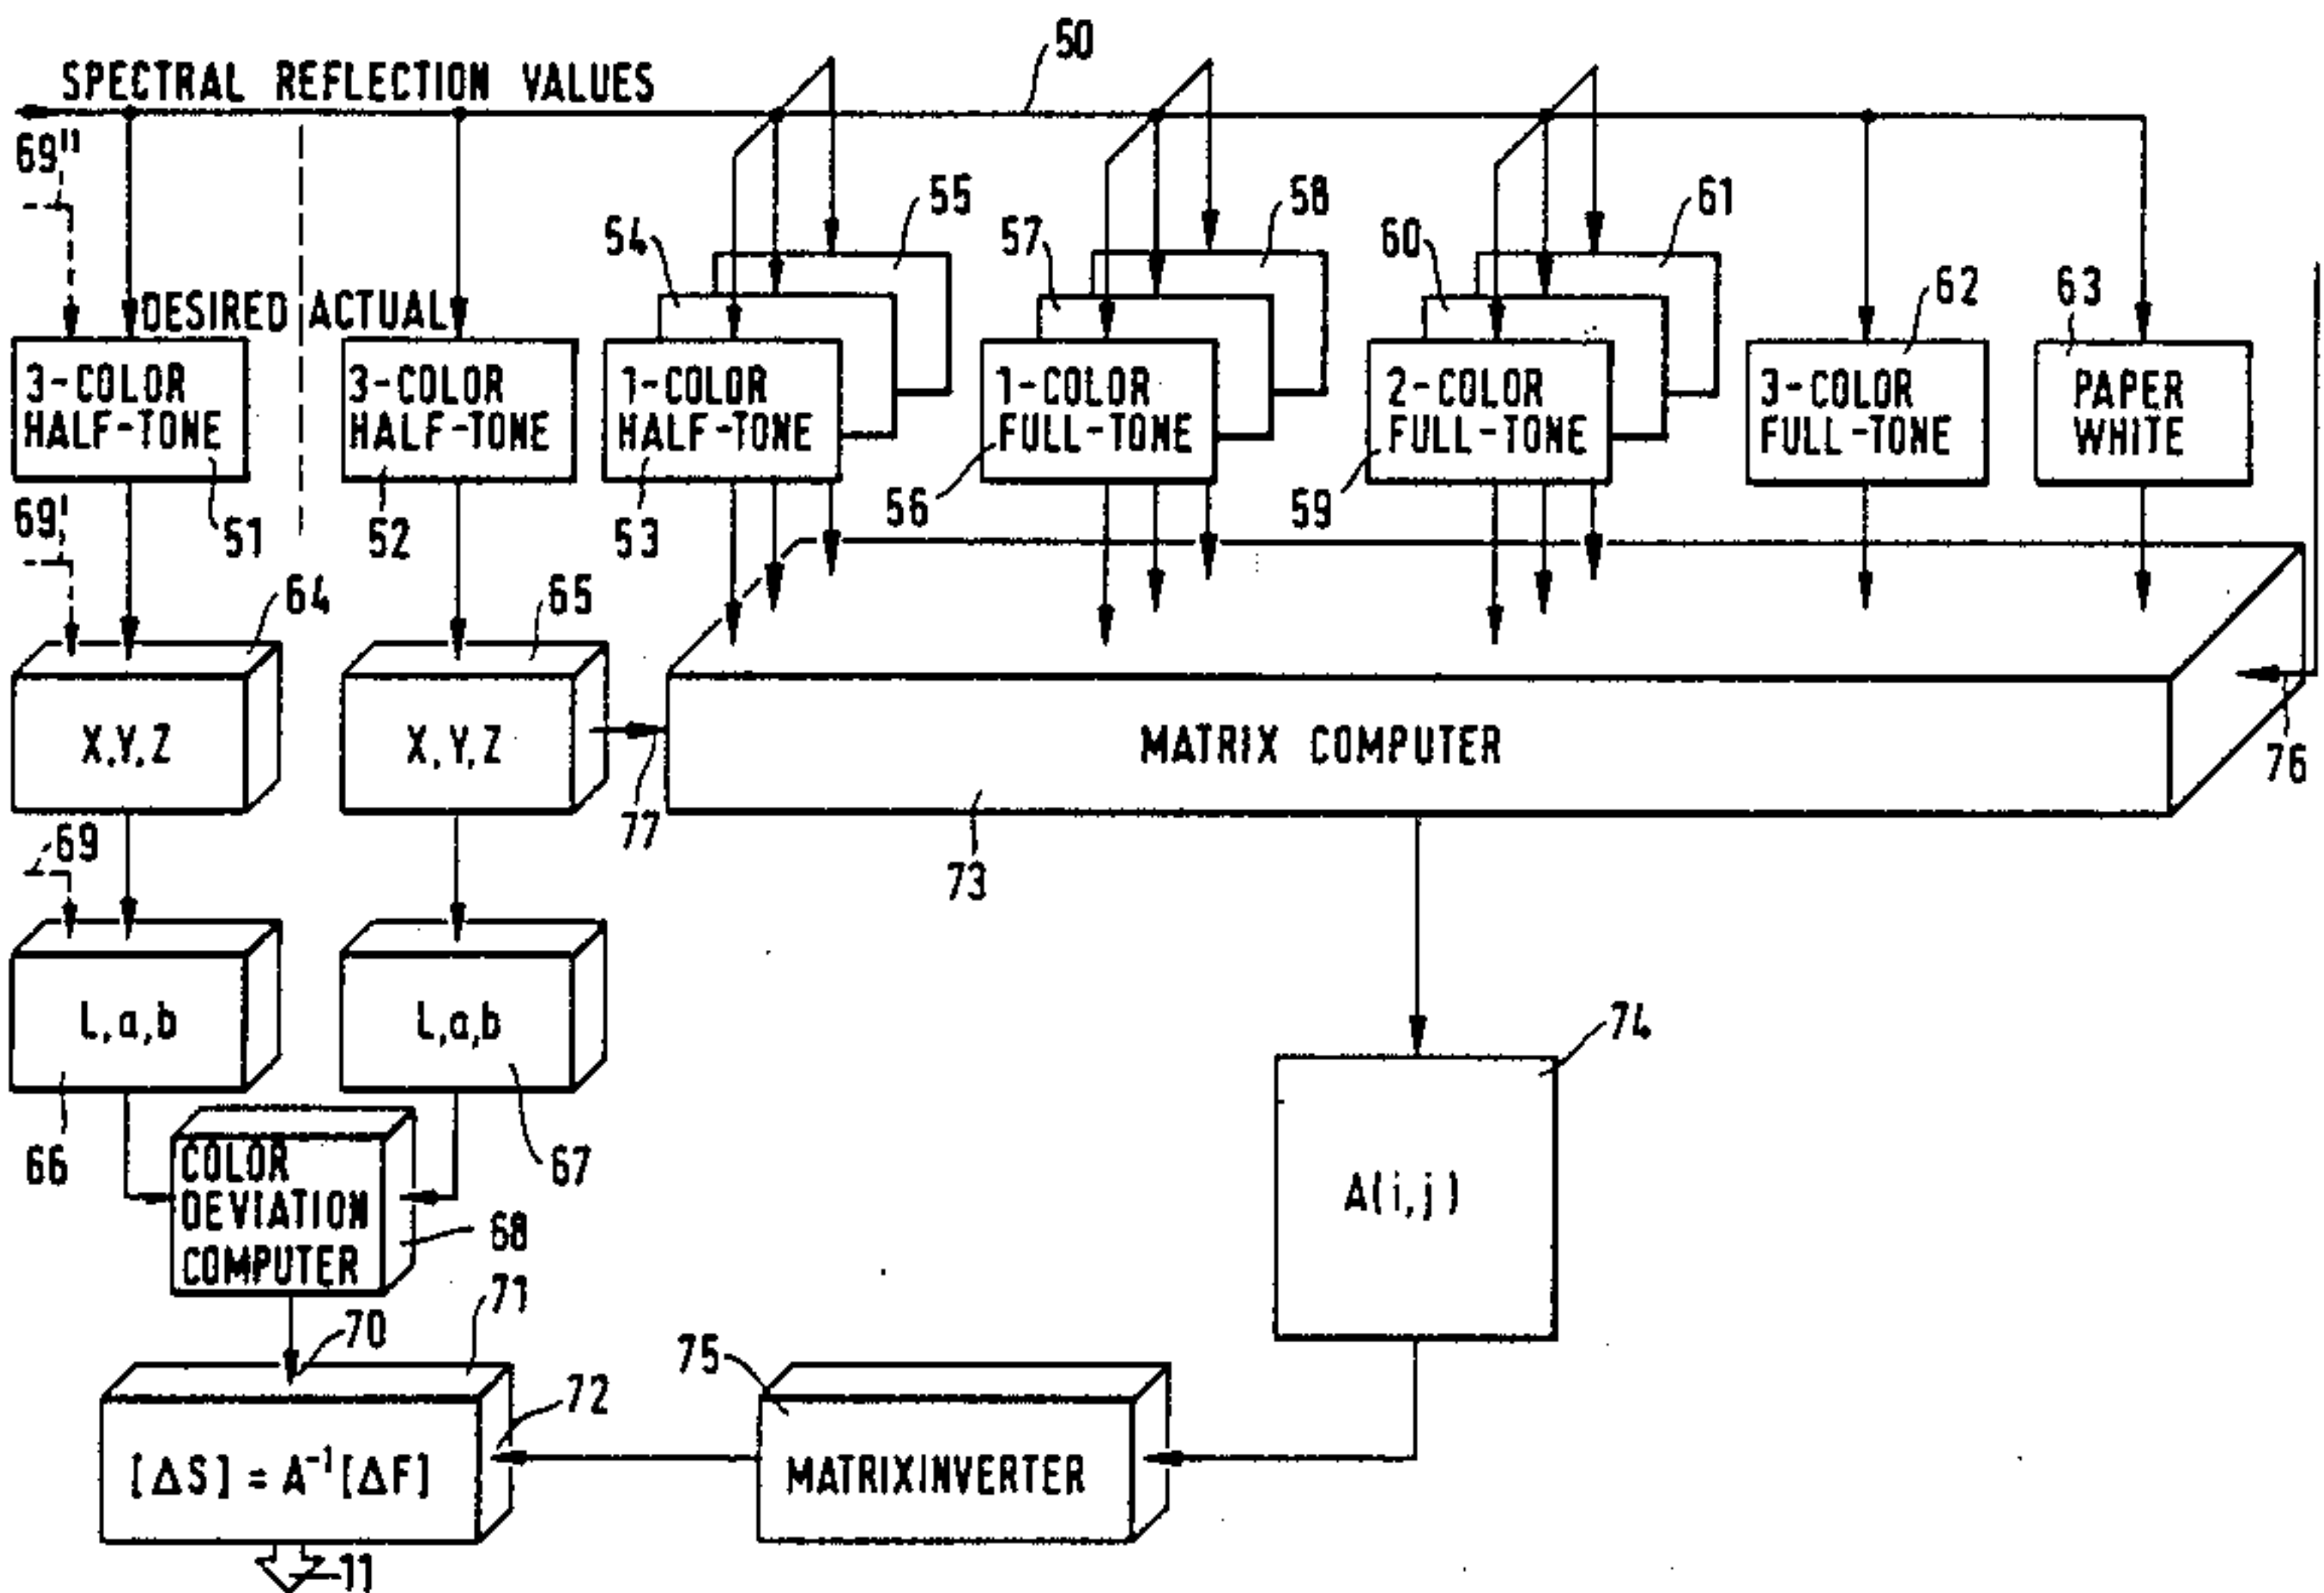 50
SPECTRAL REFLECTION VALUES
69''
55
58
61
54
57
60
62
63
DESIRED ACTUAL
3-COLOR
HALF-TONE
3-COLOR
HALF-TONE
1-COLOR
HALF-TONE
1-COLOR
FULL-TONE
2-COLOR
FULL-TONE
3-COLOR
FULL-TONE
PAPER
WHITE
69'
51
52
53
56
59
64
65
X,Y,Z
X,Y,Z
MATRIX COMPUTER
76
77
69
73
L,a,b
L,a,b
74
66
67
COLOR
DEVIATION
COMPUTER
68
A(i,j)
71
70
75
72
[ΔS] = A⁻¹[ΔF]
MATRIXINVERTER
11